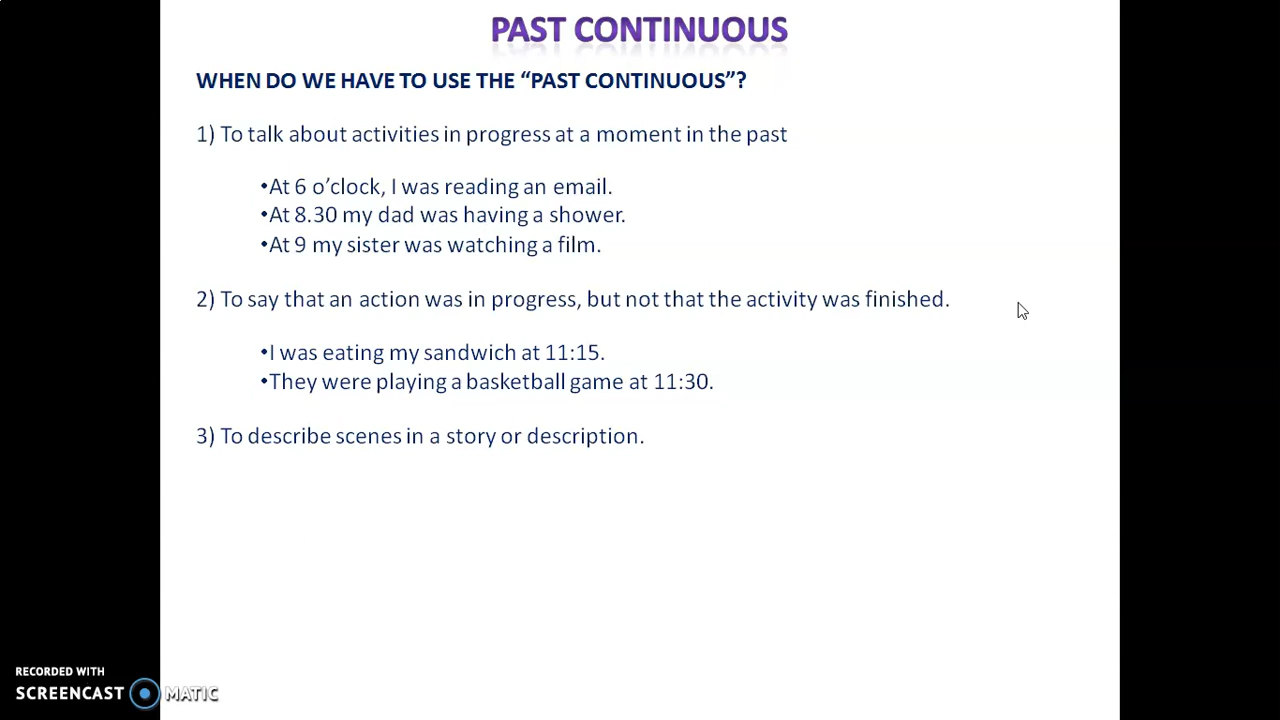 PAST CONTINUOUS
WHEN DO WE HAVE TO USE THE “PAST CONTINUOUS”?
1) To talk about activities in progress at a moment in the past
•At 6 o’clock, I was reading an email.
•At 8.30 my dad was having a shower.
•At 9 my sister was watching a film.
2) To say that an action was in progress, but not that the activity was finished.
•I was eating my sandwich at 11:15.
•They were playing a basketball game at 11:30.
3) To describe scenes in a story or description.
RECORDED WITH
SCREENCAST MATIC